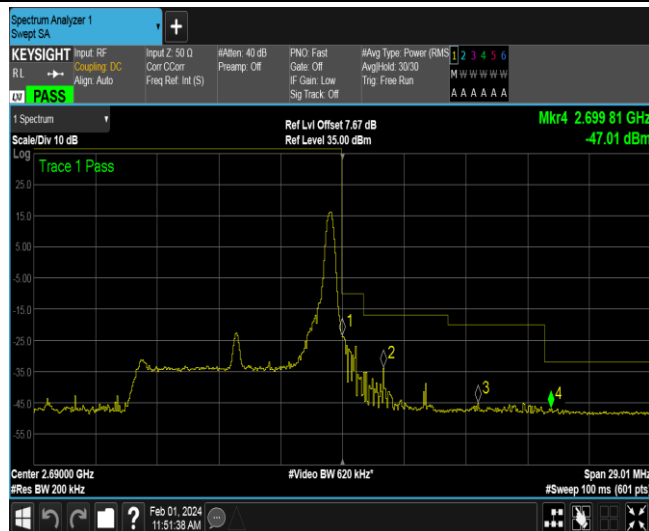 Spectrum Analyzer 1
Swept SA
+
KEYSIGHT
RL
LXI PASS
Input: RF
Coupling: DC
Align: Auto
Input Z: 50 Ω
Corr CCorr
Freq Ref: Int (S)
#Atten: 40 dB
Preamp: Off
PNO: Fast
Gate: Off
IF Gain: Low
Sig Track: Off
#Avg Type: Power (RMS
Avg|Hold: 30/30
Trig: Free Run
1 2 3 4 5 6
M W W W W W
A A A A A A
1 Spectrum
Scale/Div 10 dB
Ref Lvl Offset 7.67 dB
Ref Level 35.00 dBm
Mkr4 2.699 81 GHz
-47.01 dBm
Log
Trace 1 Pass
25.0
15.0
5.00
-5.00
-15.0
-25.0
-35.0
-45.0
-55.0
1
2
3
4
Center 2.69000 GHz
#Res BW 200 kHz
#Video BW 620 kHz*
Span 29.01 MHz
#Sweep 100 ms (601 pts)
?
Feb 01, 2024
11:51:38 AM